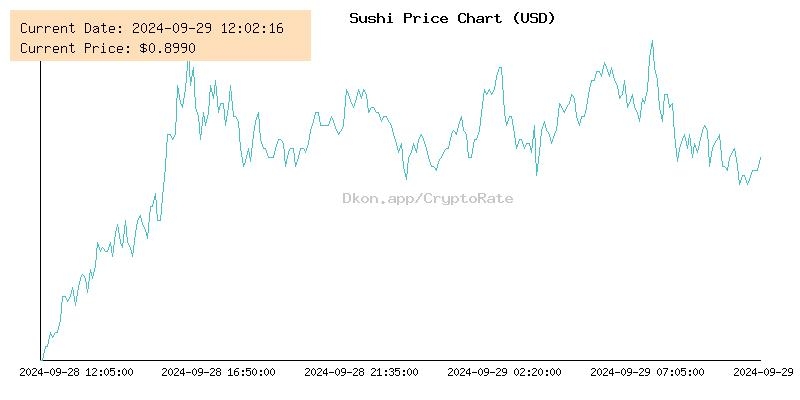 Sushi Price Chart (USD)
Current Date: 2024-09-29 12:02:16
Current Price: $0.8990
Dkon.app/CryptoRate
2024-09-28 12:05:00 2024-09-28 16:50:00 2024-09-28 21:35:00 2024-09-29 02:20:00 2024-09-29 07:05:00 2024-09-29